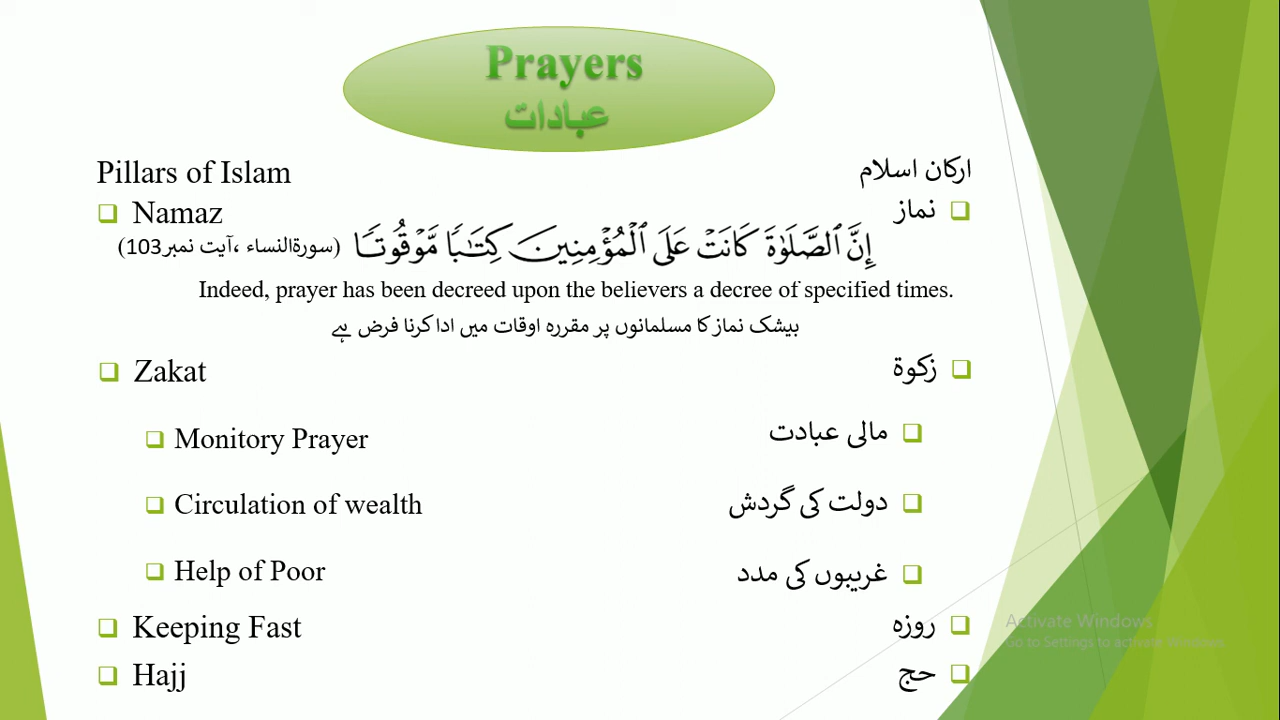 Prayers
عبادات
Pillars of Islam ارکان اسلام
Namaz نماز
إِنَّ ٱلصَّلَوٰةَ كَانَتْ عَلَى ٱلْمُؤْمِنِينَ كِتَٰبًا مَّوْقُوتًا (سورۃالنساء ،آیت نمبر103)
Indeed, prayer has been decreed upon the believers a decree of specified times.
بیشک نماز کا مسلمانوں پر مقررہ اوقات میں ادا کرنا فرض ہے
Zakat زکوۃ
Monitory Prayer مالی عبادت
Circulation of wealth دولت کی گردش
Help of Poor غریبوں کی مدد
Keeping Fast روزہ
Hajj حج
Activate Windows
Go to Settings to activate Windows.